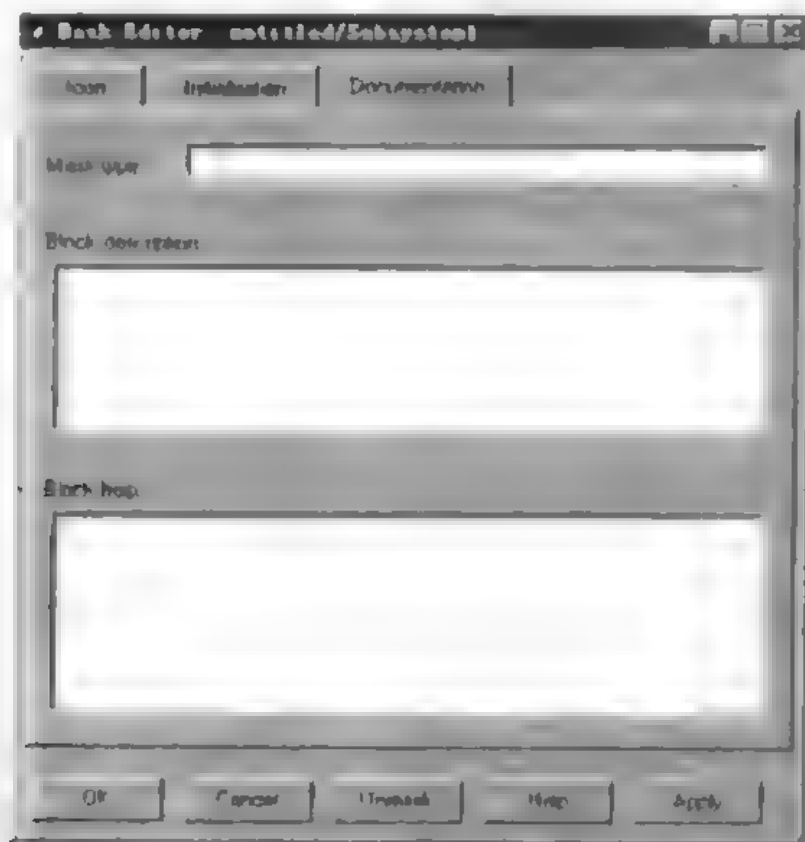 Mask Editor untitled/Subsystem1
Icon Initialization Documentation
Mask type
Block description
Block help
OK Cancel Unmask Help Apply